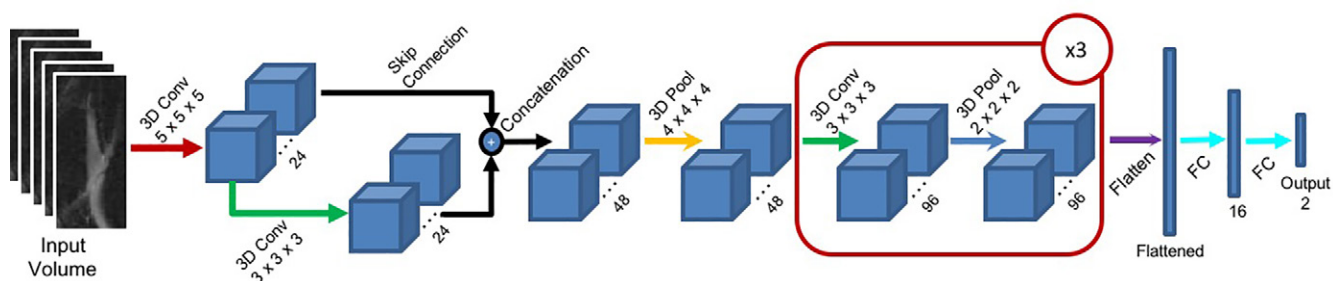 Input
Volume
3D Conv
5 x 5 x 5
24
3D Conv
3 x 3 x 3
24
Skip
Connection
+
Concatenation
48
3D Pool
4 x 4 x 4
48
x3
3D Conv
3 x 3 x 3
96
3D Pool
2 x 2 x 2
96
Flatten
Flattened
FC
16
FC
Output
2